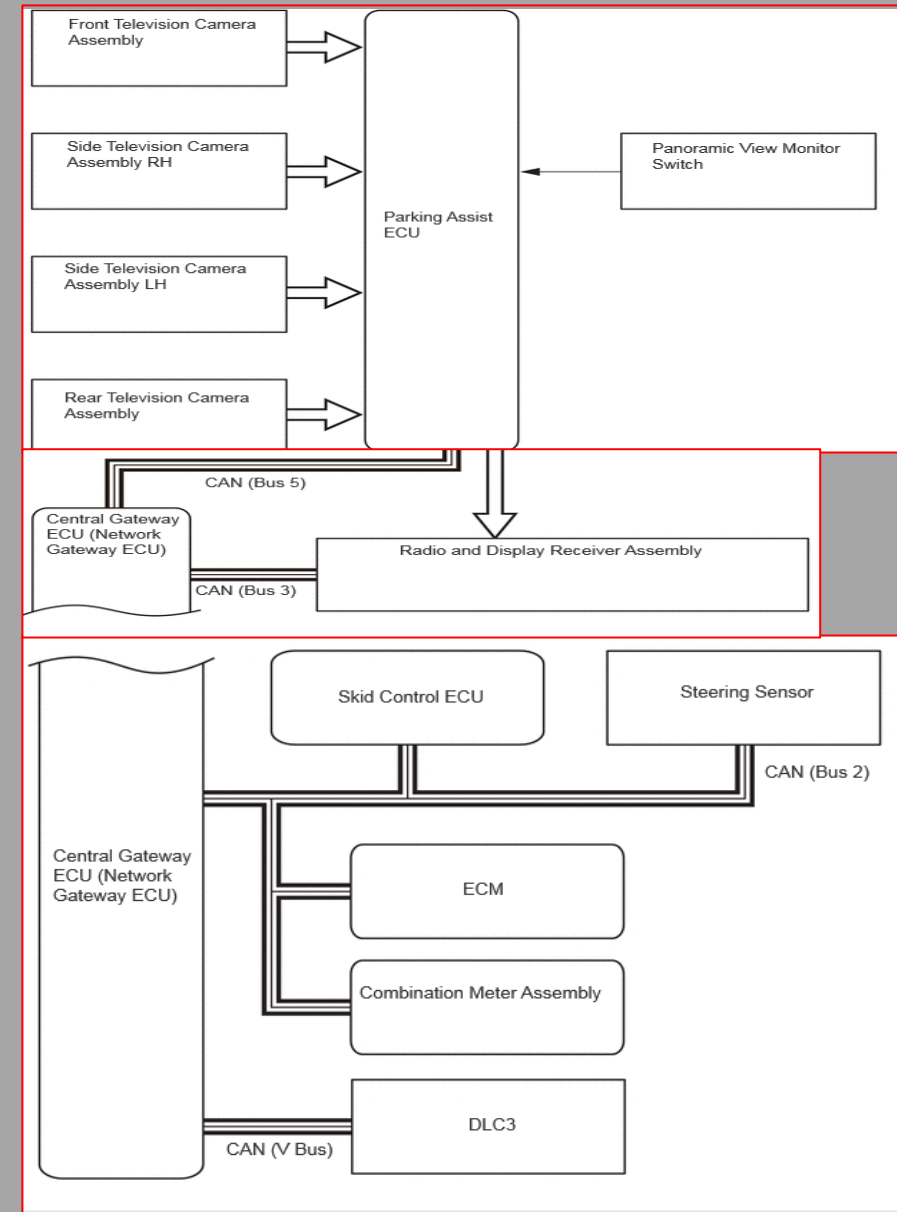 Front Television Camera
Assembly
Side Television Camera
Assembly RH
Panoramic View Monitor
Switch
Parking Assist
ECU
Side Television Camera
Assembly LH
Rear Television Camera
Assembly
CAN (Bus 5)
Central Gateway
ECU (Network
Gateway ECU)
Radio and Display Receiver Assembly
CAN (Bus 3)
Skid Control ECU
Steering Sensor
CAN (Bus 2)
Central Gateway
ECU (Network
Gateway ECU)
ECM
Combination Meter Assembly
DLC3
CAN (V Bus)